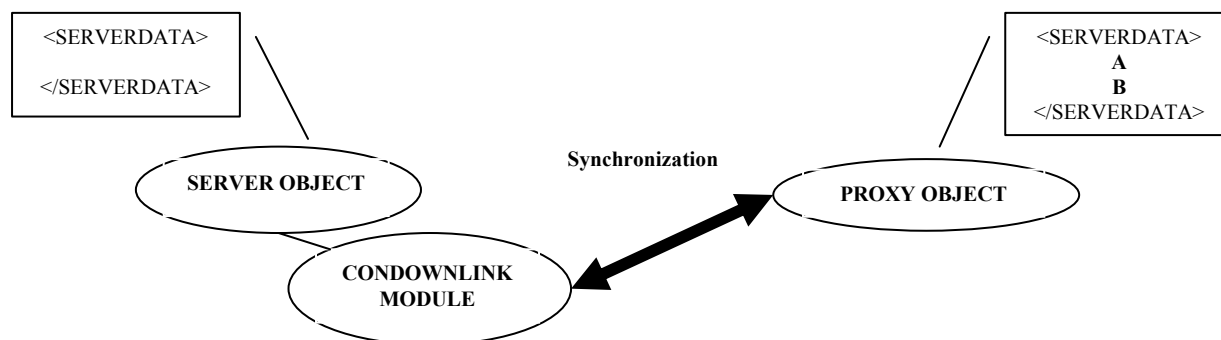 <SERVERDATA>
</SERVERDATA>
<SERVERDATA>
A
B
</SERVERDATA>
Synchronization
SERVER OBJECT
PROXY OBJECT
CONDOWNLINK
MODULE